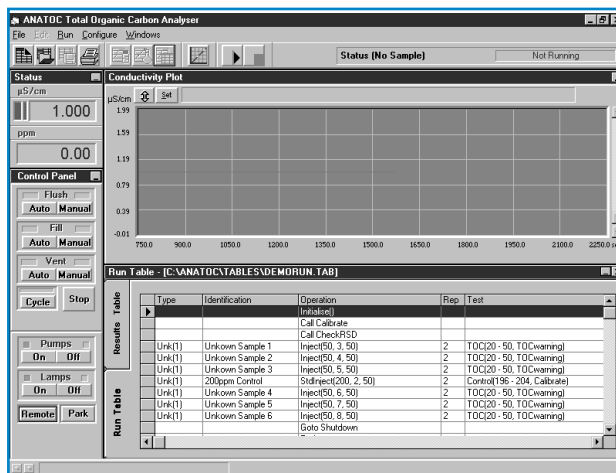 ANATOC Total Organic Carbon Analyser
File Edit Run Configure Windows
Status (No Sample) Not Running
Status
µS/cm
1.000
ppm
0.00
Control Panel
Flush
Auto Manual
Fill
Auto Manual
Vent
Auto Manual
Cycle Stop
Pumps
On Off
Lamps
On Off
Remote Park
Conductivity Plot
µS/cm Set
1.99
1.59
1.19
0.79
0.39
-0.01
750.0 900.0 1050.0 1200.0 1350.0 1500.0 1650.0 1800.0 1950.0 2100.0 2250.0 se
Run Table - [C:\ANATOC\TABLES\DEMORUN.TAB]
Results Table
Run Table
Type Identification Operation Rep Test
Initialise()
Call Calibrate
Call CheckRSD
Unk(1) Unkown Sample 1 Inject(50, 3, 50) 2 TOC(20 - 50, TOCwarning)
Unk(1) Unkown Sample 2 Inject(50, 4, 50) 2 TOC(20 - 50, TOCwarning)
Unk(1) Unkown Sample 3 Inject(50, 5, 50) 2 TOC(20 - 50, TOCwarning)
Unk(1) 200ppm Control StdInject(200, 2, 50) 2 Control(196 - 204, Calibrate)
Unk(1) Unkown Sample 4 Inject(50, 6, 50) 2 TOC(20 - 50, TOCwarning)
Unk(1) Unkown Sample 5 Inject(50, 7, 50) 2 TOC(20 - 50, TOCwarning)
Unk(1) Unkown Sample 6 Inject(50, 8, 50) 2 TOC(20 - 50, TOCwarning)
Goto Shutdown